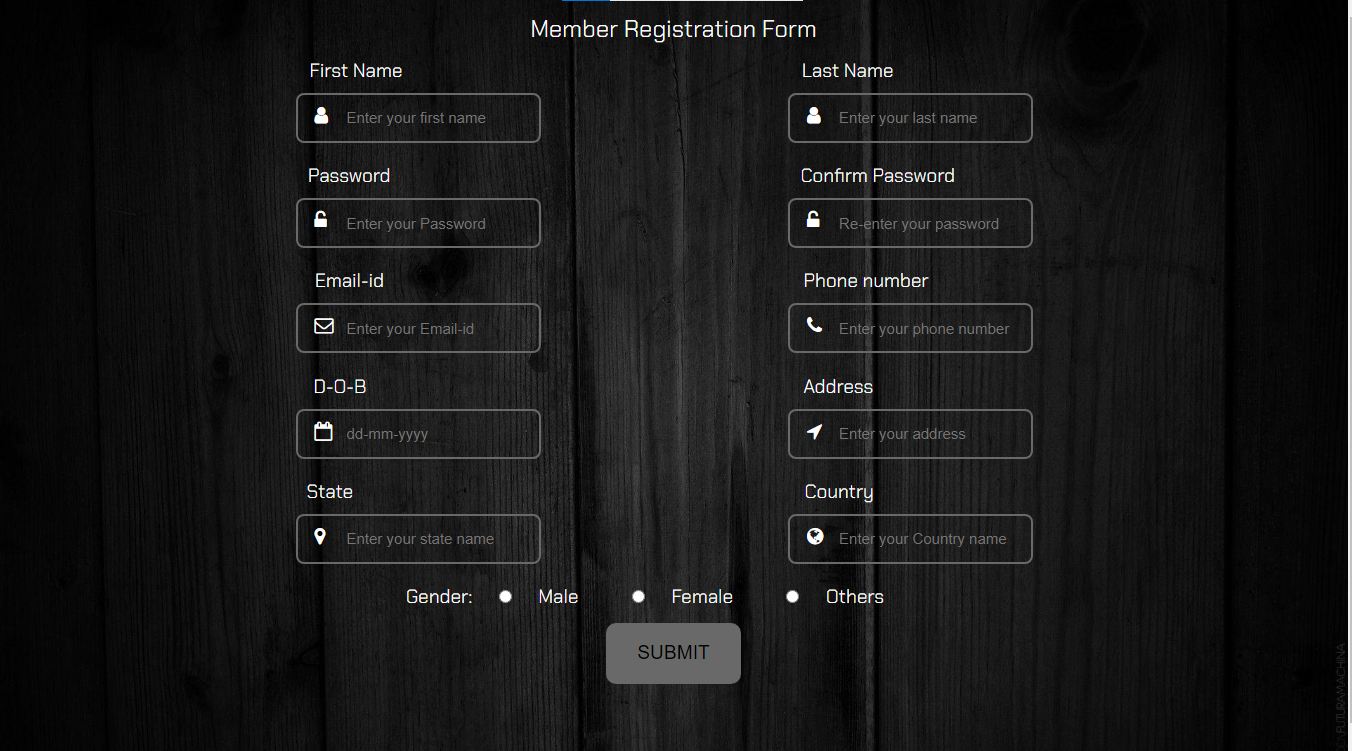 Member Registration Form
First Name Last Name
Enter your first name Enter your last name
Password Confirm Password
Enter your Password Re-enter your password
Email-id Phone number
Enter your Email-id Enter your phone number
D-O-B Address
dd-mm-yyyy Enter your address
State Country
Enter your state name Enter your Country name
Gender: Male Female Others
SUBMIT
FUTURAMACHINA